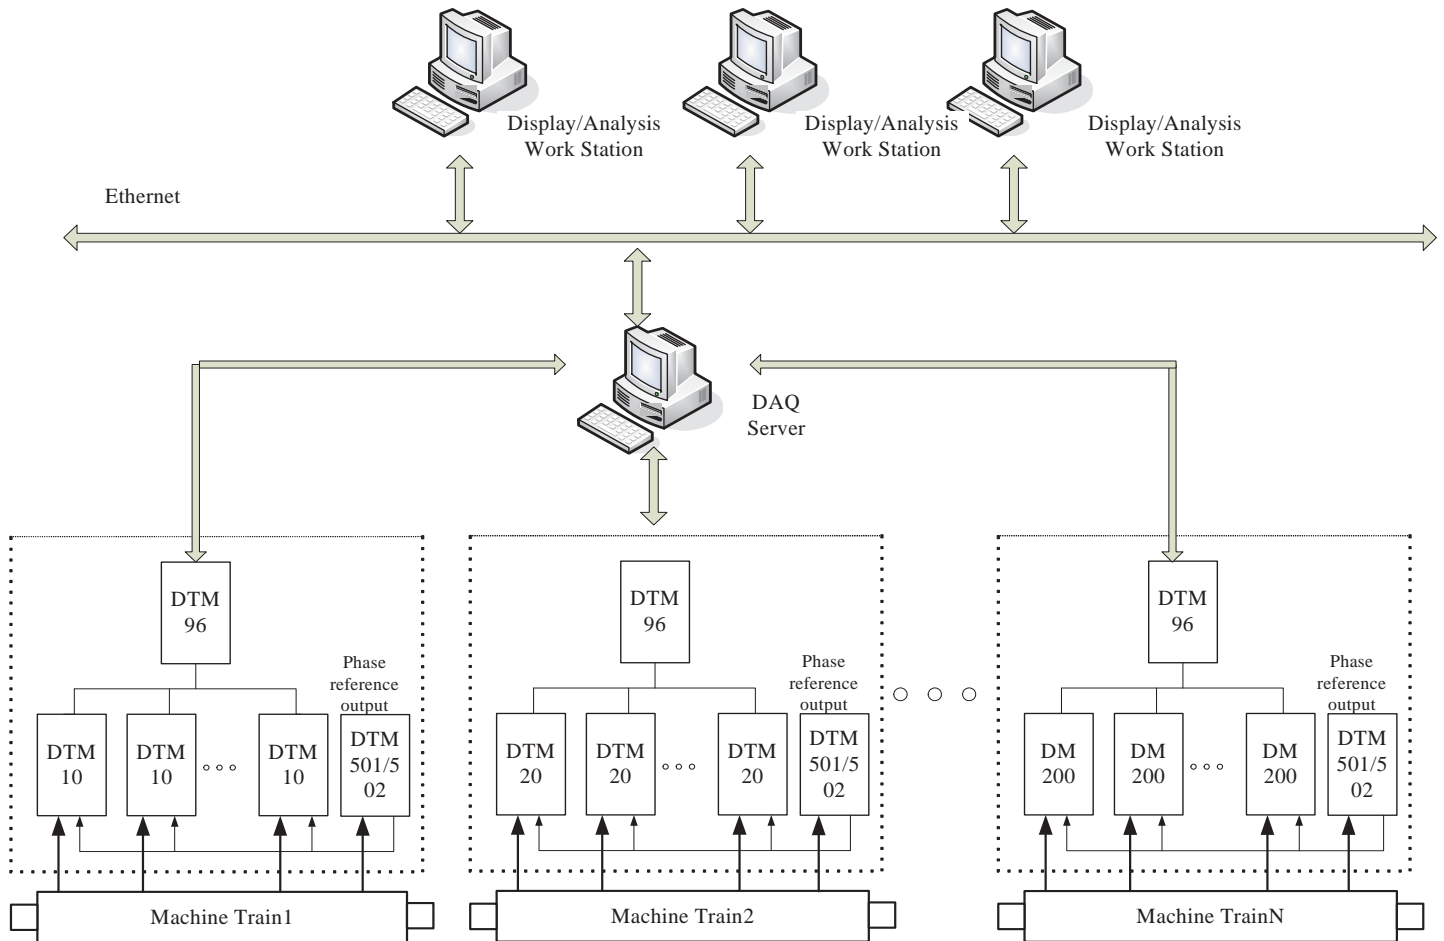 Display/Analysis
Work Station
Display/Analysis
Work Station
Display/Analysis
Work Station
Ethernet
DAQ
Server
DTM
96
Phase
reference
output
DTM
10
DTM
10
DTM
10
DTM
501/5
02
Machine Train1
DTM
96
Phase
reference
output
DTM
20
DTM
20
DTM
20
DTM
501/5
02
Machine Train2
DTM
96
Phase
reference
output
DM
200
DM
200
DM
200
DTM
501/5
02
Machine TrainN